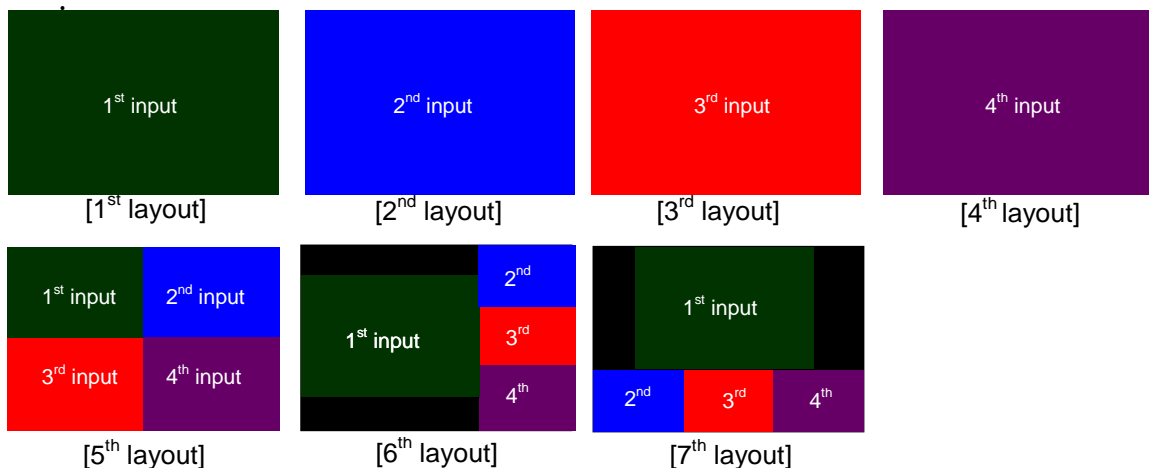 1st input
2nd input
3rd input
4th input
[1st layout]
[2nd layout]
[3rd layout]
[4th layout]
1st input
2nd input
3rd input
4th input
[5th layout]
1st input
2nd
3rd
4th
[6th layout]
1st input
2nd
3rd
4th
[7th layout]